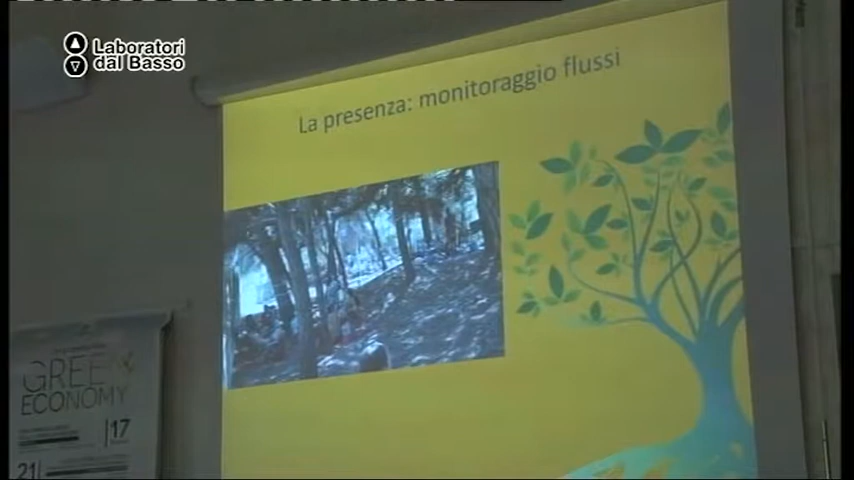 Laboratori
dal Basso
La presenza: monitoraggio flussi
GREEN
ECONOMY
17
21